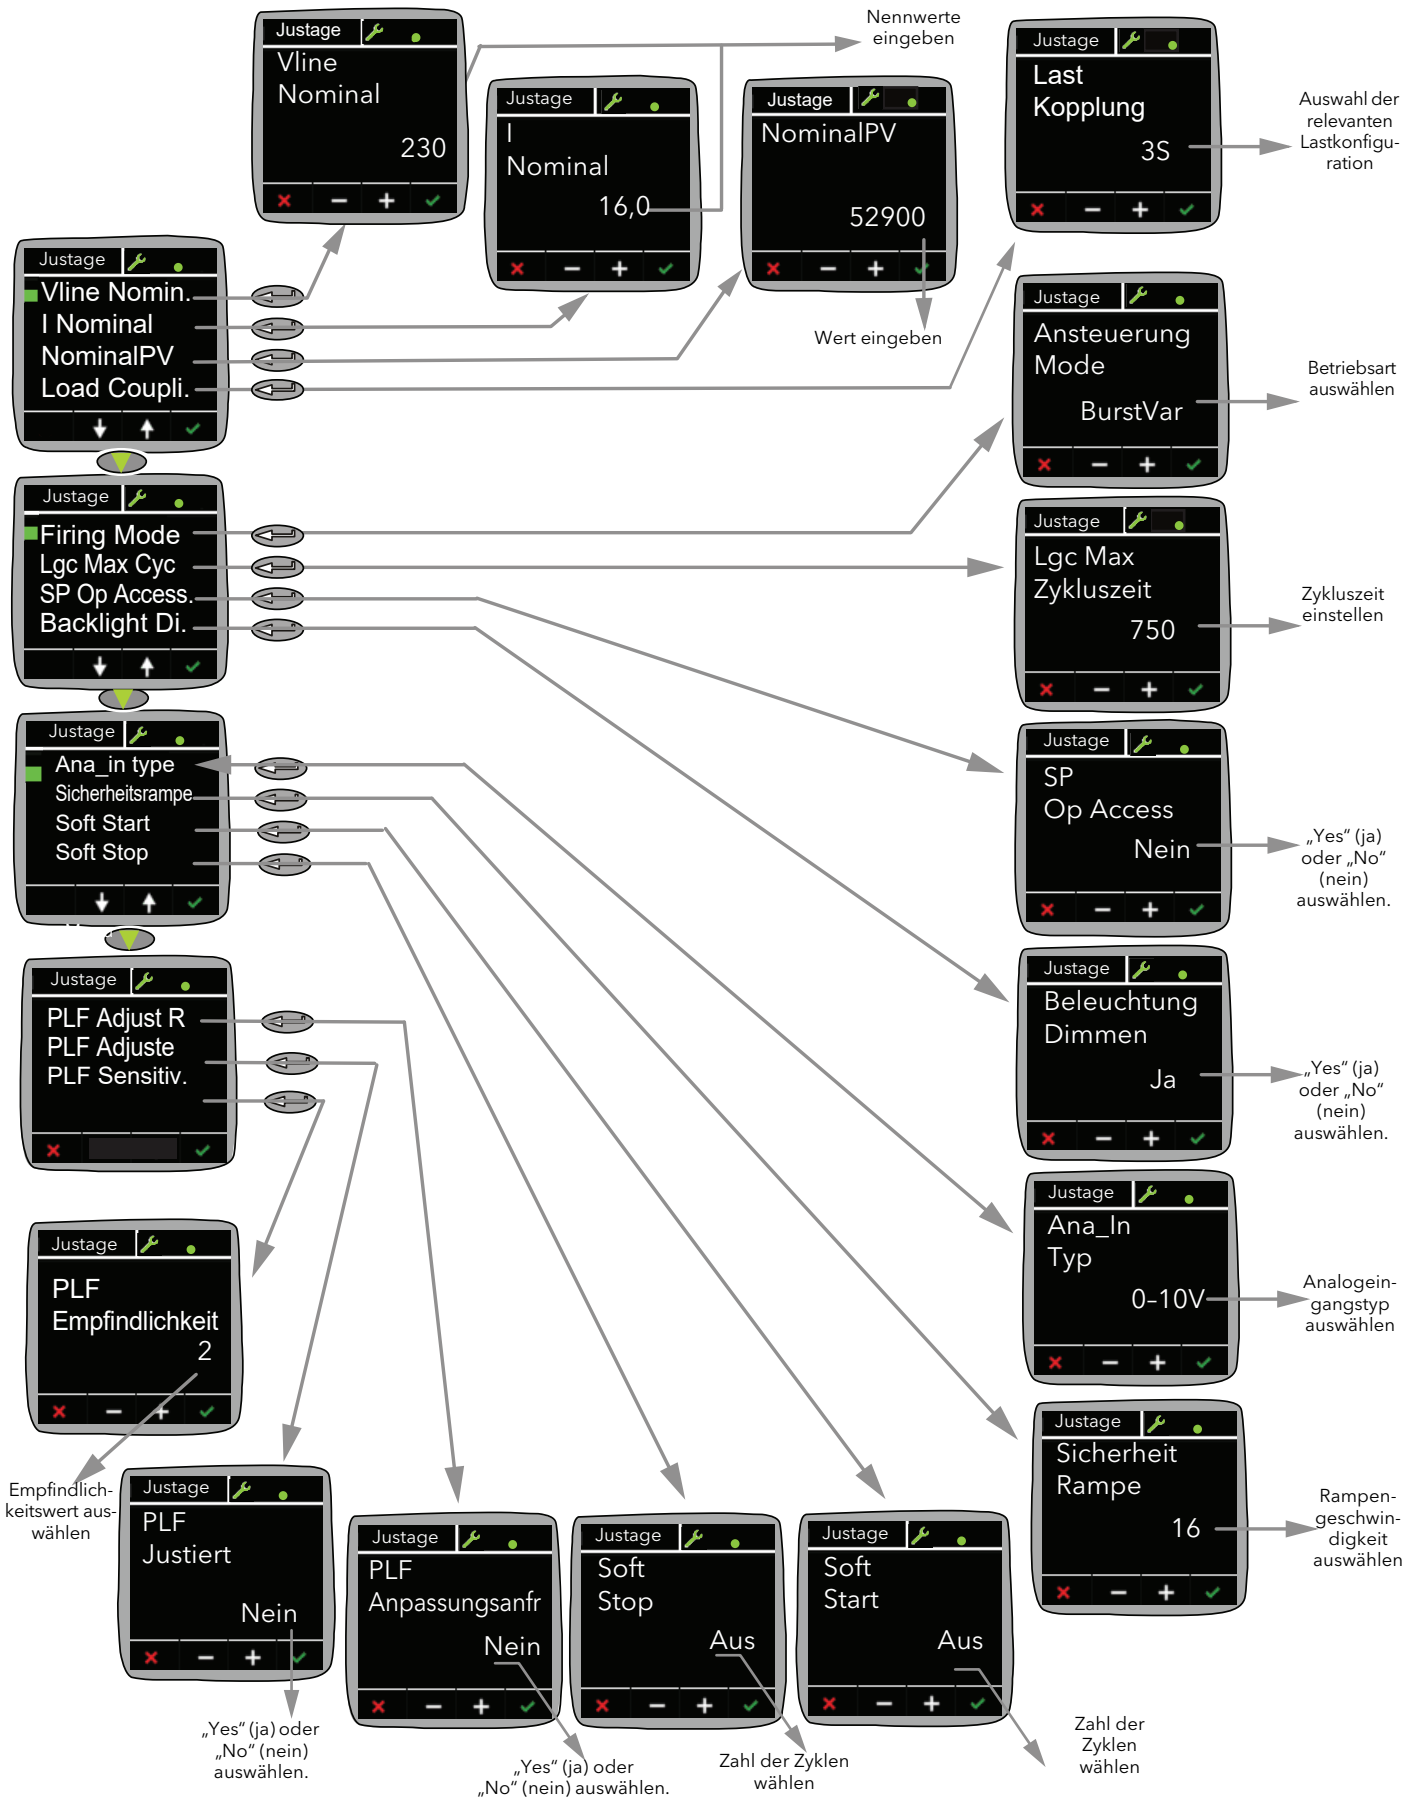 Justage
Vline
Nominal
230
Nennwerte
eingeben
Justage
I
Nominal
16,0
Justage
NominalPV
52900
Wert eingeben
Justage
Last
Kopplung
3S
Auswahl der
relevanten
Lastkonfigu-
ration
Justage
Vline Nomin.
I Nominal
NominalPV
Load Coupli.
Justage
Ansteuerung
Mode
BurstVar
Betriebsart
auswählen
Justage
Firing Mode
Lgc Max Cyc
SP Op Access.
Backlight Di.
Justage
Lgc Max
Zykluszeit
750
Zykluszeit
einstellen
Justage
Ana_in type
Sicherheitsrampe
Soft Start
Soft Stop
Justage
SP
Op Access
Nein
„Yes“ (ja)
oder „No“
(nein)
auswählen.
Justage
PLF Adjust R
PLF Adjuste
PLF Sensitiv.
Justage
Beleuchtung
Dimmen
Ja
„Yes“ (ja)
oder „No“
(nein)
auswählen.
Justage
Ana_In
Typ
0–10V
Analogein-
gangstyp
auswählen
Justage
PLF
Empfindlichkeit
2
Empfindlich-
keitswert aus-
wählen
Justage
Sicherheit
Rampe
16
Rampen-
geschwin-
digkeit
auswählen
Justage
PLF
Justiert
Nein
„Yes“ (ja) oder
„No“ (nein)
auswählen.
Justage
PLF
Anpassungsanfr
Nein
„Yes“ (ja) oder
„No“ (nein) auswählen.
Justage
Soft
Stop
Aus
Zahl der Zyklen
wählen
Justage
Soft
Start
Aus
Zahl der
Zyklen
wählen